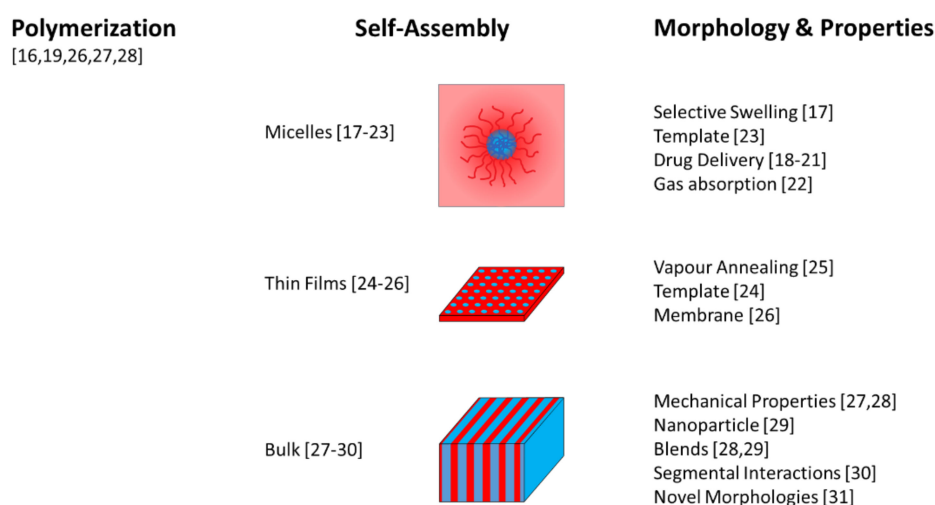 Polymerization
[16,19,26,27,28]
Self-Assembly
Morphology & Properties
Micelles [17-23]
Selective Swelling [17]
Template [23]
Drug Delivery [18-21]
Gas absorption [22]
Thin Films [24-26]
Vapour Annealing [25]
Template [24]
Membrane [26]
Bulk [27-30]
Mechanical Properties [27,28]
Nanoparticle [29]
Blends [28,29]
Segmental Interactions [30]
Novel Morphologies [31]